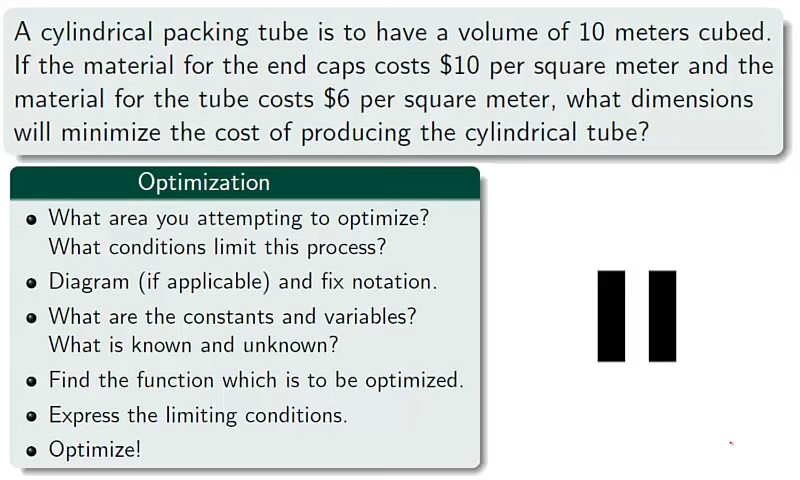 A cylindrical packing tube is to have a volume of 10 meters cubed.
If the material for the end caps costs $10 per square meter and the
material for the tube costs $6 per square meter, what dimensions
will minimize the cost of producing the cylindrical tube?
Optimization
• What area you attempting to optimize?
What conditions limit this process?
• Diagram (if applicable) and fix notation.
• What are the constants and variables?
What is known and unknown?
• Find the function which is to be optimized.
• Express the limiting conditions.
• Optimize!